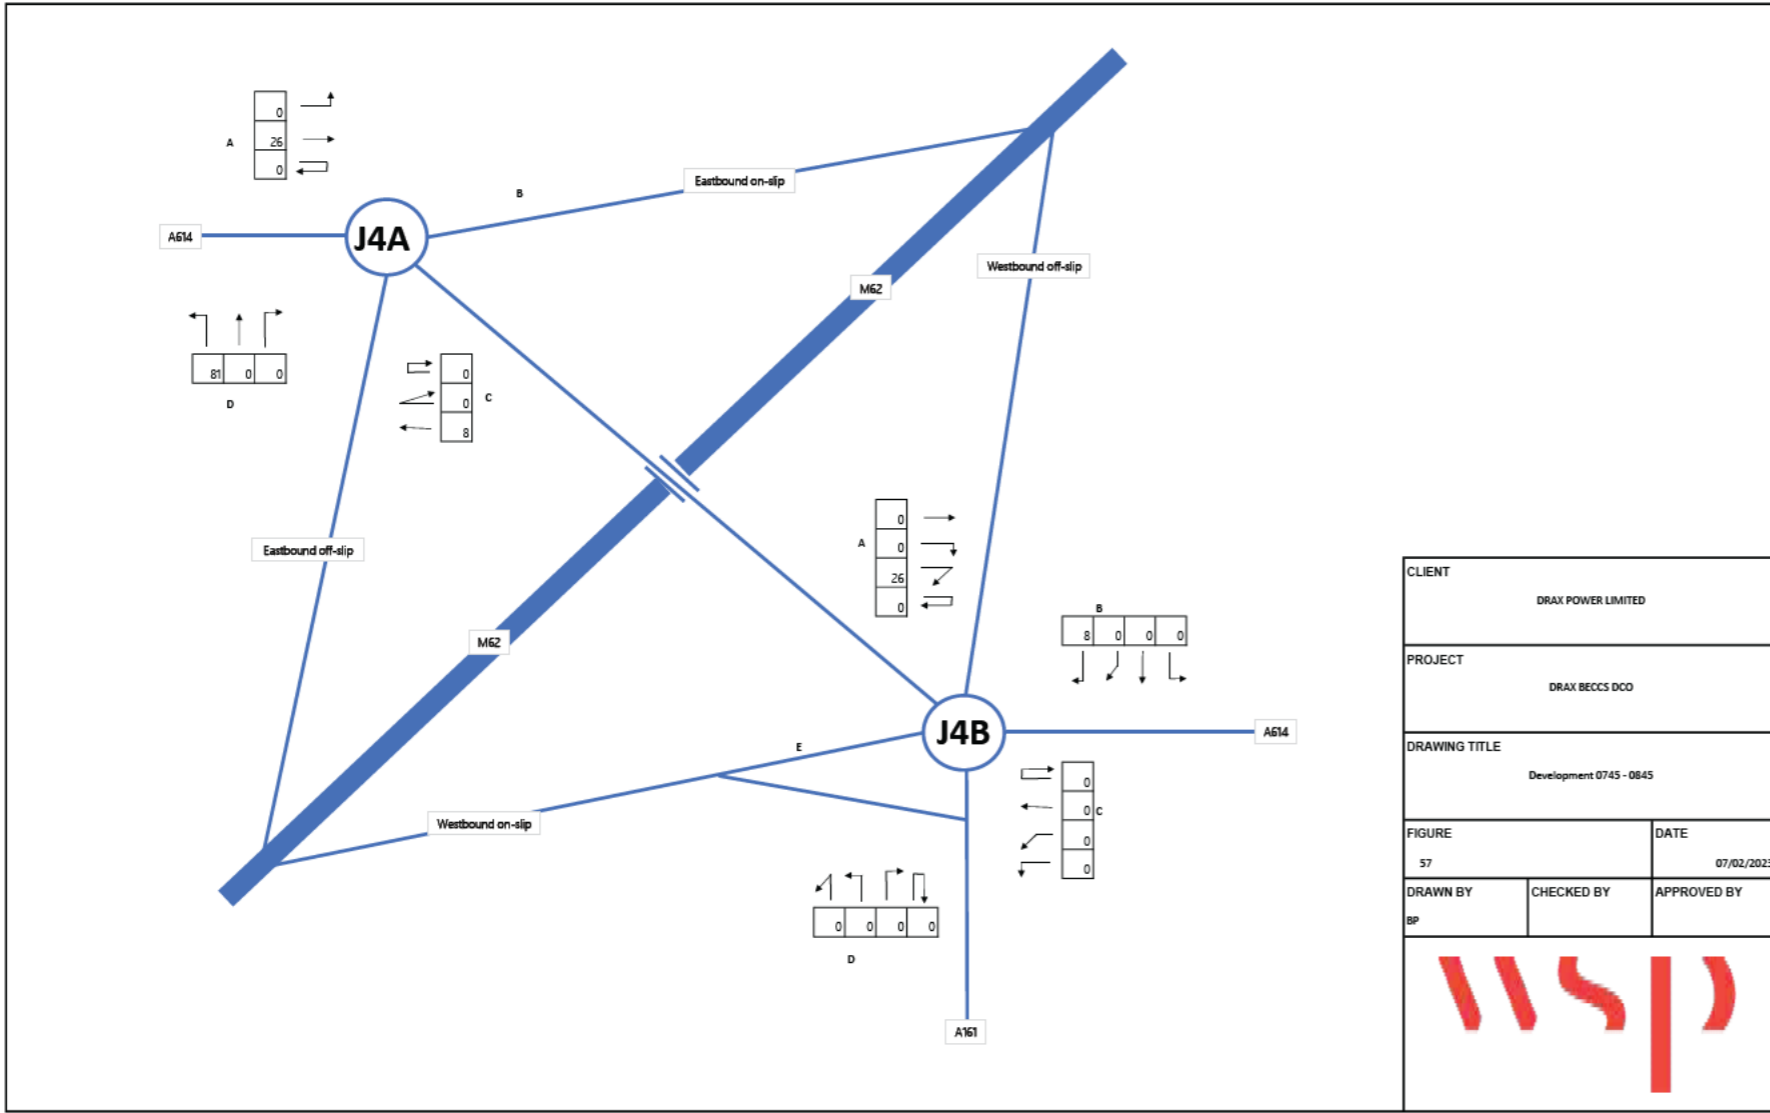 0
A 26
0
A614
J4A
B
Eastbound on-slip
Westbound off-slip
M62
81 0 0
D
0
0 C
8
Eastbound off-slip
0
A 0
26
0
M62
B
8 0 0 0
J4B
A614
E
Westbound on-slip
0
0 C
0
0
0 0 0 0
D
A161
CLIENT
DRAX POWER LIMITED
PROJECT
DRAX BECCS DCO
DRAWING TITLE
Development 0745 - 0845
FIGURE
57
DATE
07/02/2023
DRAWN BY
BP
CHECKED BY
APPROVED BY
wsp